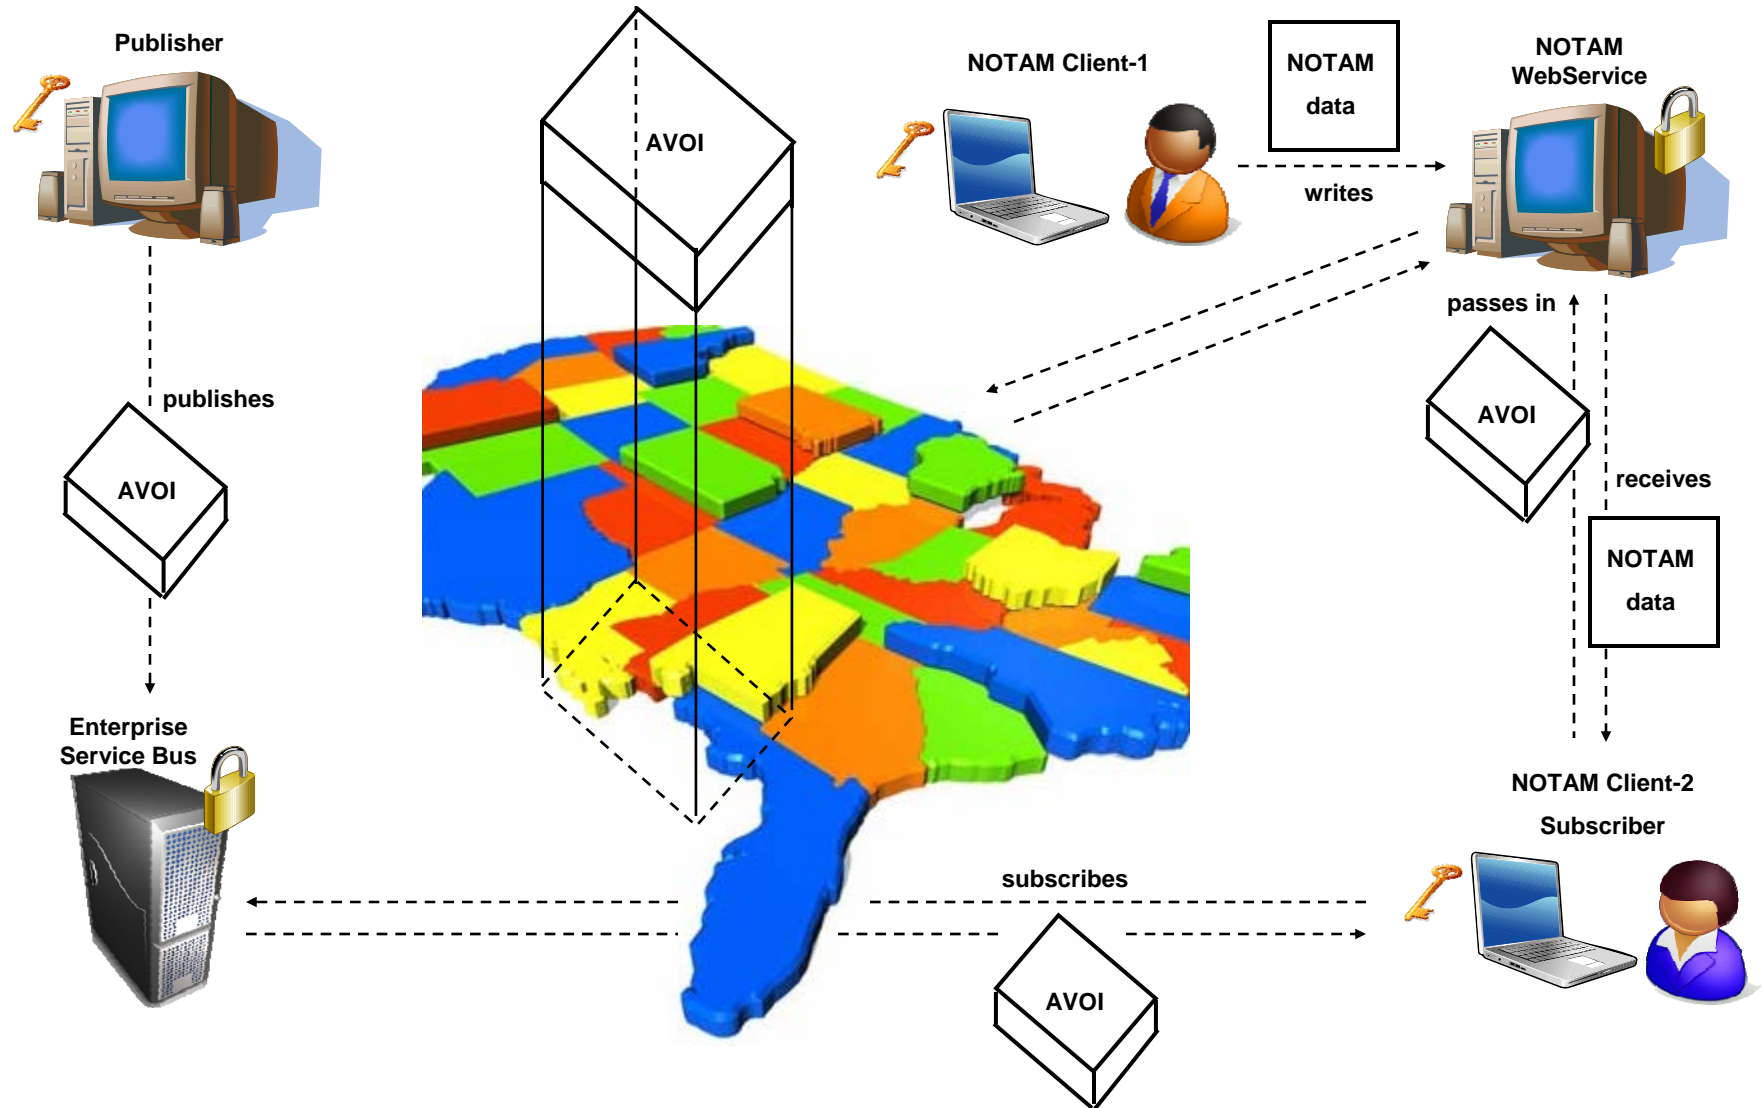 Publisher
AVOI
NOTAM Client-1
NOTAM
data
writes
NOTAM
WebService
passes in
AVOI
receives
NOTAM
data
publishes
AVOI
Enterprise
Service Bus
NOTAM Client-2
Subscriber
subscribes
AVOI